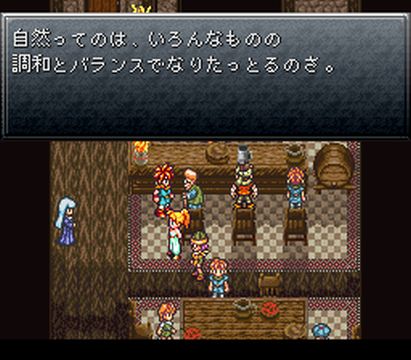 自然ってのは、いろんなものの
調和とバランスでなりたっとるのさ。